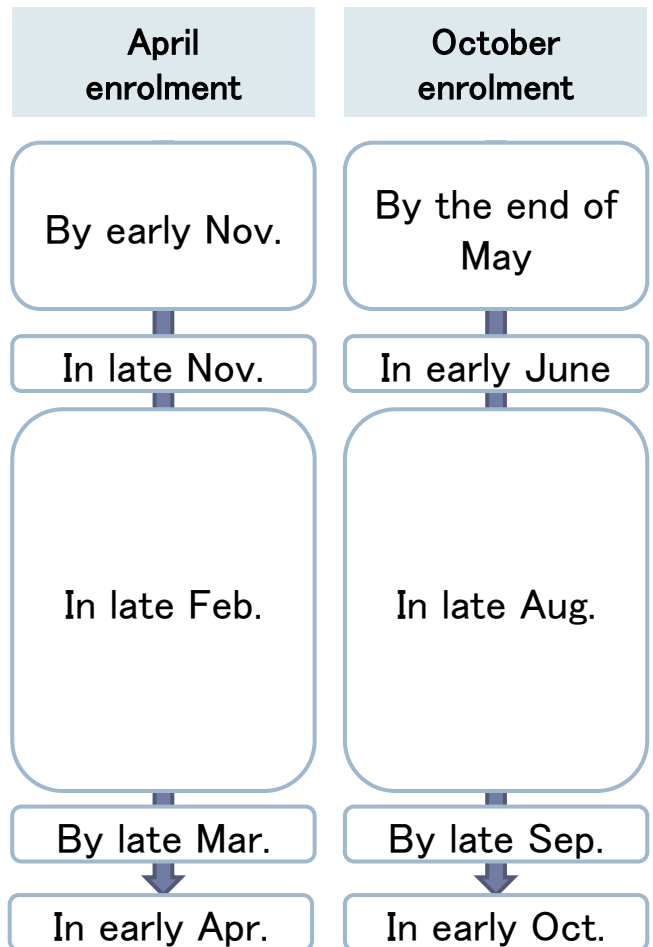 April
enrolment
By early Nov.
In late Nov.
In late Feb.
By late Mar.
In early Apr.
October
enrolment
By the end of
May
In early June
In late Aug.
By late Sep.
In early Oct.